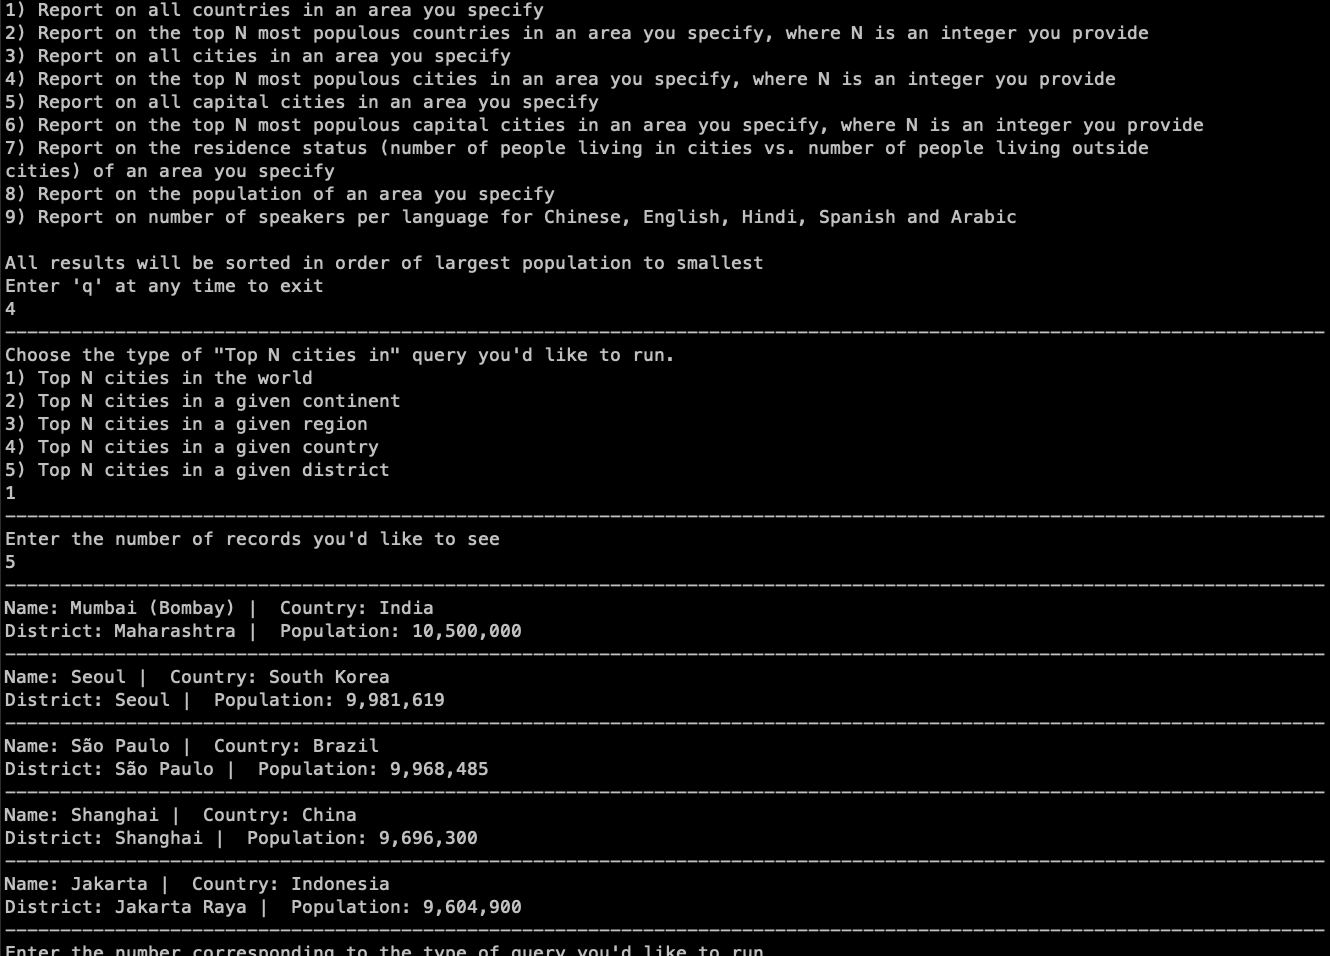 1) Report on all countries in an area you specify
2) Report on the top N most populous countries in an area you specify, where N is an integer you provide
3) Report on all cities in an area you specify
4) Report on the top N most populous cities in an area you specify, where N is an integer you provide
5) Report on all capital cities in an area you specify
6) Report on the top N most populous capital cities in an area you specify, where N is an integer you provide
7) Report on the residence status (number of people living in cities vs. number of people living outside
cities) of an area you specify
8) Report on the population of an area you specify
9) Report on number of speakers per language for Chinese, English, Hindi, Spanish and Arabic
All results will be sorted in order of largest population to smallest
Enter 'q' at any time to exit
4
Choose the type of "Top N cities in" query you'd like to run.
1) Top N cities in the world
2) Top N cities in a given continent
3) Top N cities in a given region
4) Top N cities in a given country
5) Top N cities in a given district
1
Enter the number of records you'd like to see
5
Name: Mumbai (Bombay) |  Country: India
District: Maharashtra |  Population: 10,500,000
Name: Seoul |  Country: South Korea
District: Seoul |  Population: 9,981,619
Name: São Paulo |  Country: Brazil
District: São Paulo |  Population: 9,968,485
Name: Shanghai |  Country: China
District: Shanghai |  Population: 9,696,300
Name: Jakarta |  Country: Indonesia
District: Jakarta Raya |  Population: 9,604,900
Enter the number corresponding to the type of query you'd like to run